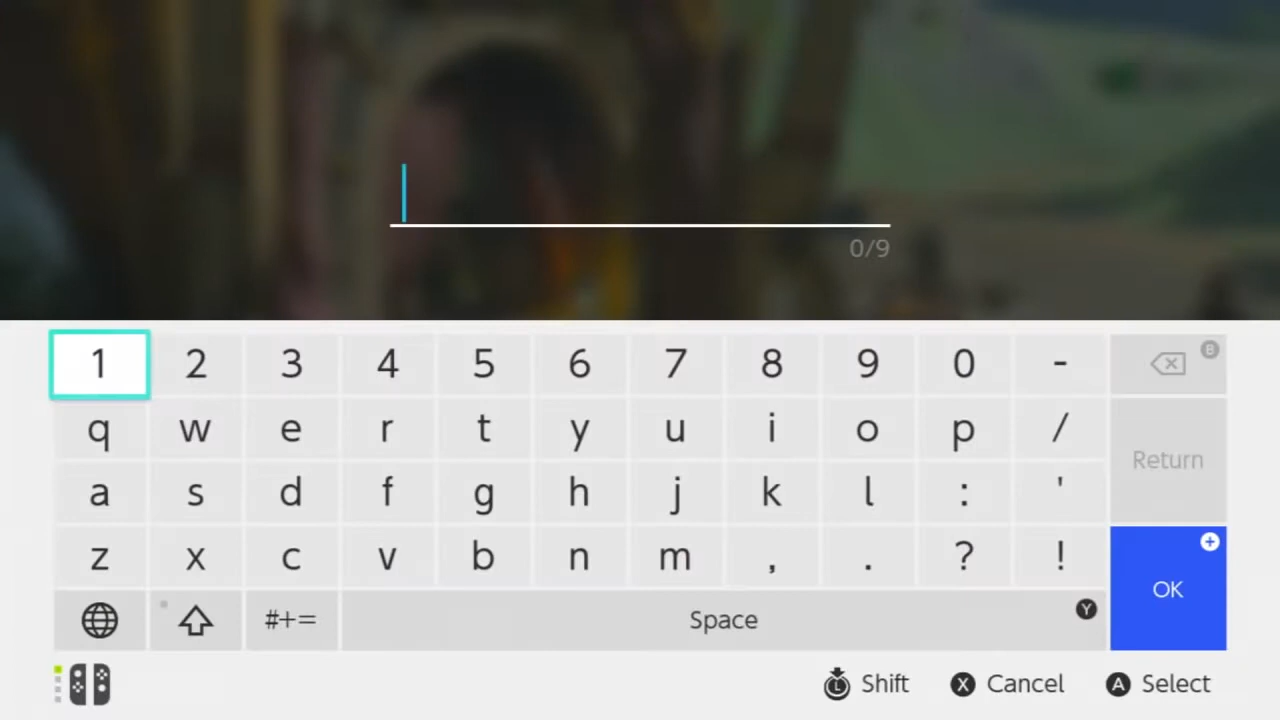 0/9
1 2 3 4 5 6 7 8 9 0 - B
q w e r t y u i o p /
Return
a s d f g h j k l : '
z x c v b n m , . ? ! +
OK
#+= Space Y
L Shift X Cancel A Select